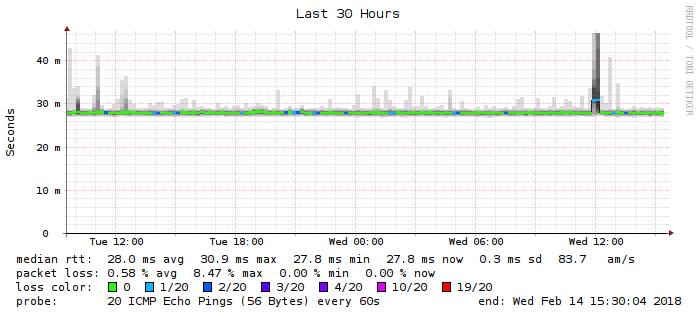 Last 30 Hours
RRDTOOL / TOBI OETIKER
Seconds
40 m
30 m
20 m
10 m
0
Tue 12:00 Tue 18:00 Wed 00:00 Wed 06:00 Wed 12:00
median rtt: 28.0 ms avg 30.9 ms max 27.8 ms min 27.8 ms now 0.3 ms sd 83.7 am/s
packet loss: 0.58 % avg 8.47 % max 0.00 % min 0.00 % now
loss color: 0 1/20 2/20 3/20 4/20 10/20 19/20
probe: 20 ICMP Echo Pings (56 Bytes) every 60s end: Wed Feb 14 15:30:04 2018